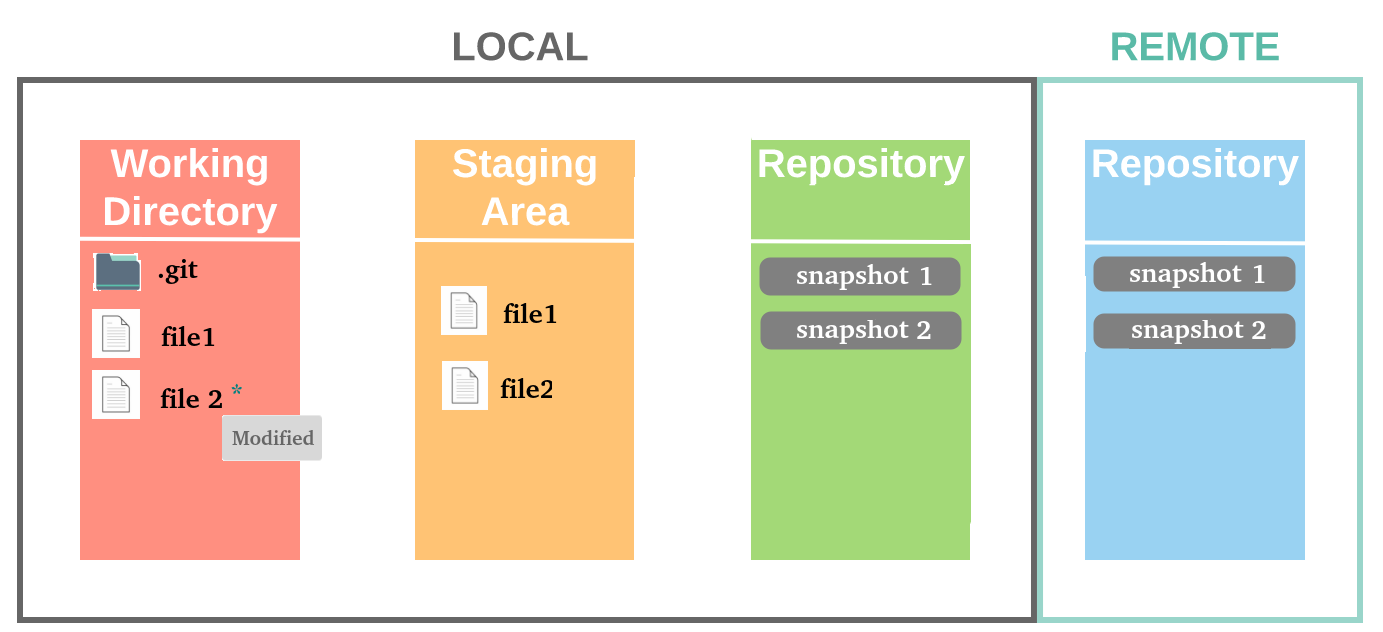 LOCAL
REMOTE
Working
Directory
.git
file1
file 2 *
Modified
Staging
Area
file1
file2
Repository
snapshot 1
snapshot 2
Repository
snapshot 1
snapshot 2